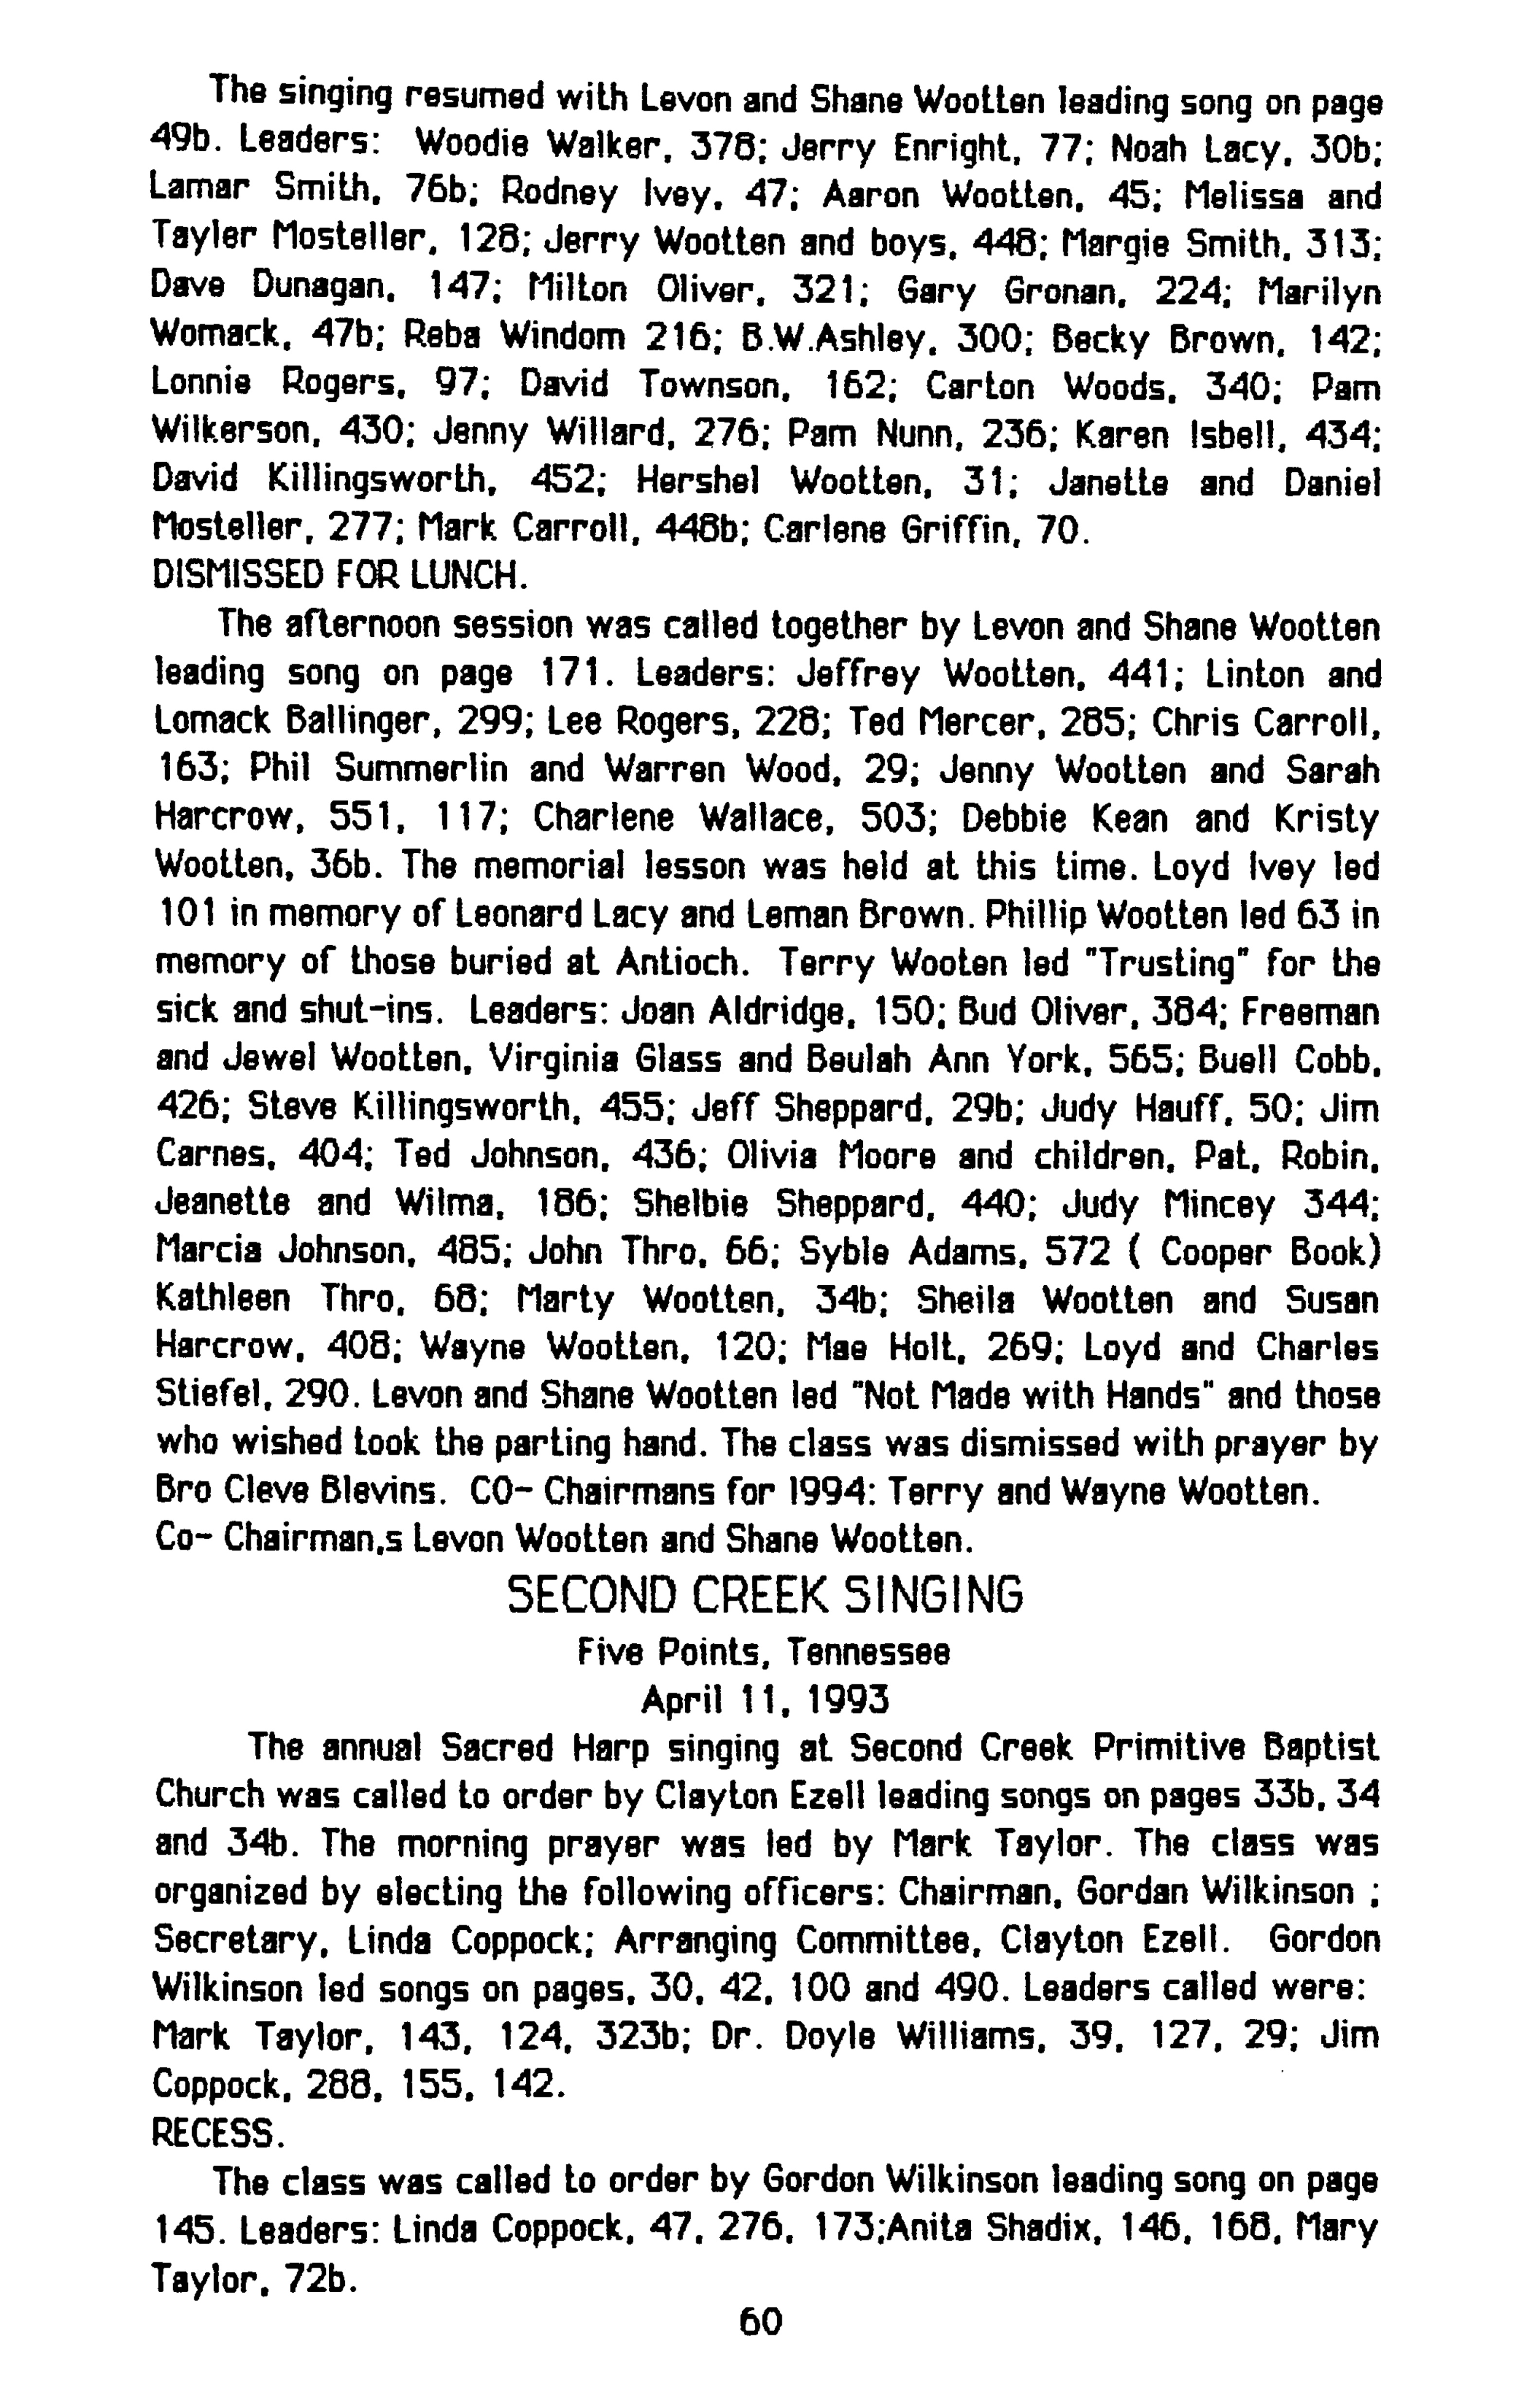 The singing resumed with Levon and Shane Wootten leading song on page
49b. Leaders: Woodie Walker, 378; Jerry Enright, 77; Noah Lacy, 30b;
Lamar Smith, 76b; Rodney Ivey, 47; Aaron Wootten, 45; Melissa and
Tayler Mosteller, 128; Jerry Wootten and boys, 448; Margie Smith, 313;
Dave Dunagan, 147; Milton Oliver, 321; Gary Gronan, 224; Marilyn
Womack, 47b; Reba Windom 216; B.W.Ashley, 300; Becky Brown, 142;
Lonnie Rogers, 97; David Townson, 162; Carton Woods, 340; Pam
Wilkerson, 430; Jenny Willard, 276; Pam Nunn, 236; Karen Isbell, 434;
David Killingsworth, 452; Hershel Wootten, 31; Janette and Daniel
Mosteller, 277; Mark Carroll, 448b; Carlene Griffin, 70.
DISMISSED FOR LUNCH.
The afternoon session was called together by Levon and Shane Wootten
leading song on page 171. Leaders: Jeffrey Wootten, 441; Linton and
Lomack Ballinger, 299; Lee Rogers, 228; Ted Mercer, 285; Chris Carroll,
163; Phil Summerlin and Warren Wood, 29; Jenny Wootten and Sarah
Harcrow, 551, 117; Charlene Wallace, 503; Debbie Kean and Kristy
Wootten, 36b. The memorial lesson was held at this time. Loyd Ivey led
101 in memory of Leonard Lacy and Leman Brown. Phillip Wootten led 63 in
memory of those buried at Antioch. Terry Wooten led "Trusting" for the
sick and shut-ins. Leaders: Joan Aldridge, 150; Bud Oliver, 384; Freeman
and Jewel Wootten, Virginia Glass and Beulah Ann York, 565; Buell Cobb,
426; Steve Killingsworth, 455; Jeff Sheppard, 29b; Judy Hauff, 50; Jim
Carnes, 404; Ted Johnson, 436; Olivia Moore and children, Pat, Robin,
Jeanette and Wilma, 186; Shelbie Sheppard, 440; Judy Mincey 344;
Marcia Johnson, 485; John Thro, 66; Syble Adams, 572 ( Cooper Book)
Kathleen Thro, 68; Marty Wootten, 34b; Sheila Wootten and Susan
Harcrow, 408; Wayne Wootten, 120; Mae Holt, 269; Loyd and Charles
Stiefel, 290. Levon and Shane Wootten led "Not Made with Hands" and those
who wished took the parting hand. The class was dismissed with prayer by
Bro Cleve Blevins. CO- Chairmans for 1994: Terry and Wayne Wootten.
Co- Chairman,s Levon Wootten and Shane Wootten.
SECOND CREEK SINGING
Five Points, Tennessee
April 11, 1993
The annual Sacred Harp singing at Second Creek Primitive Baptist
Church was called to order by Clayton Ezell leading songs on pages 33b, 34
and 34b. The morning prayer was led by Mark Taylor. The class was
organized by electing the following officers: Chairman, Gordan Wilkinson ;
Secretary, Linda Coppock; Arranging Committee, Clayton Ezell. Gordon
Wilkinson led songs on pages, 30, 42, 100 and 490. Leaders called were:
Mark Taylor, 143, 124, 323b; Dr. Doyle Williams, 39, 127, 29; Jim
Coppock, 288, 155, 142.
RECESS.
The class was called to order by Gordon Wilkinson leading song on page
145. Leaders: Linda Coppock, 47, 276, 173;Anita Shadix, 146, 168, Mary
Taylor, 72b.
60